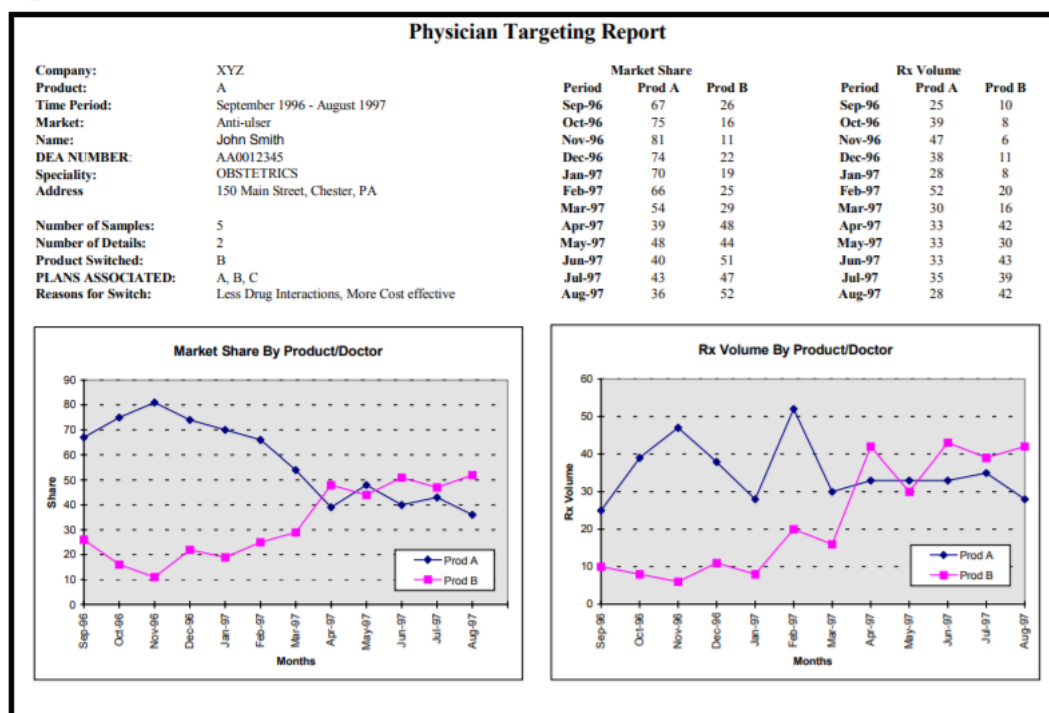 Physician Targeting Report
Company: XYZ
Product: A
Time Period: September 1996 - August 1997
Market: Anti-ulser
Name: John Smith
DEA NUMBER: AA0012345
Speciality: OBSTETRICS
Address 150 Main Street, Chester, PA
Number of Samples: 5
Number of Details: 2
Product Switched: B
PLANS ASSOCIATED: A, B, C
Reasons for Switch: Less Drug Interactions, More Cost effective
Market Share
Period Prod A Prod B
Sep-96 67 26
Oct-96 75 16
Nov-96 81 11
Dec-96 74 22
Jan-97 70 19
Feb-97 66 25
Mar-97 54 29
Apr-97 39 48
May-97 48 44
Jun-97 40 51
Jul-97 43 47
Aug-97 36 52
Rx Volume
Period Prod A Prod B
Sep-96 25 10
Oct-96 39 8
Nov-96 47 6
Dec-96 38 11
Jan-97 28 8
Feb-97 52 20
Mar-97 30 16
Apr-97 33 42
May-97 33 30
Jun-97 33 43
Jul-97 35 39
Aug-97 28 42
Market Share By Product/Doctor
Share
90
80
70
60
50
40
30
20
10
0
Prod A
Prod B
Sep-96 Oct-96 Nov-96 Dec-96 Jan-97 Feb-97 Mar-97 Apr-97 May-97 Jun-97 Jul-97 Aug-97
Months
Rx Volume By Product/Doctor
Rx Volume
60
50
40
30
20
10
0
Prod A
Prod B
Sep-96 Oct-96 Nov-96 Dec-96 Jan-97 Feb-97 Mar-97 Apr-97 May-97 Jun-97 Jul-97 Aug-97
Months